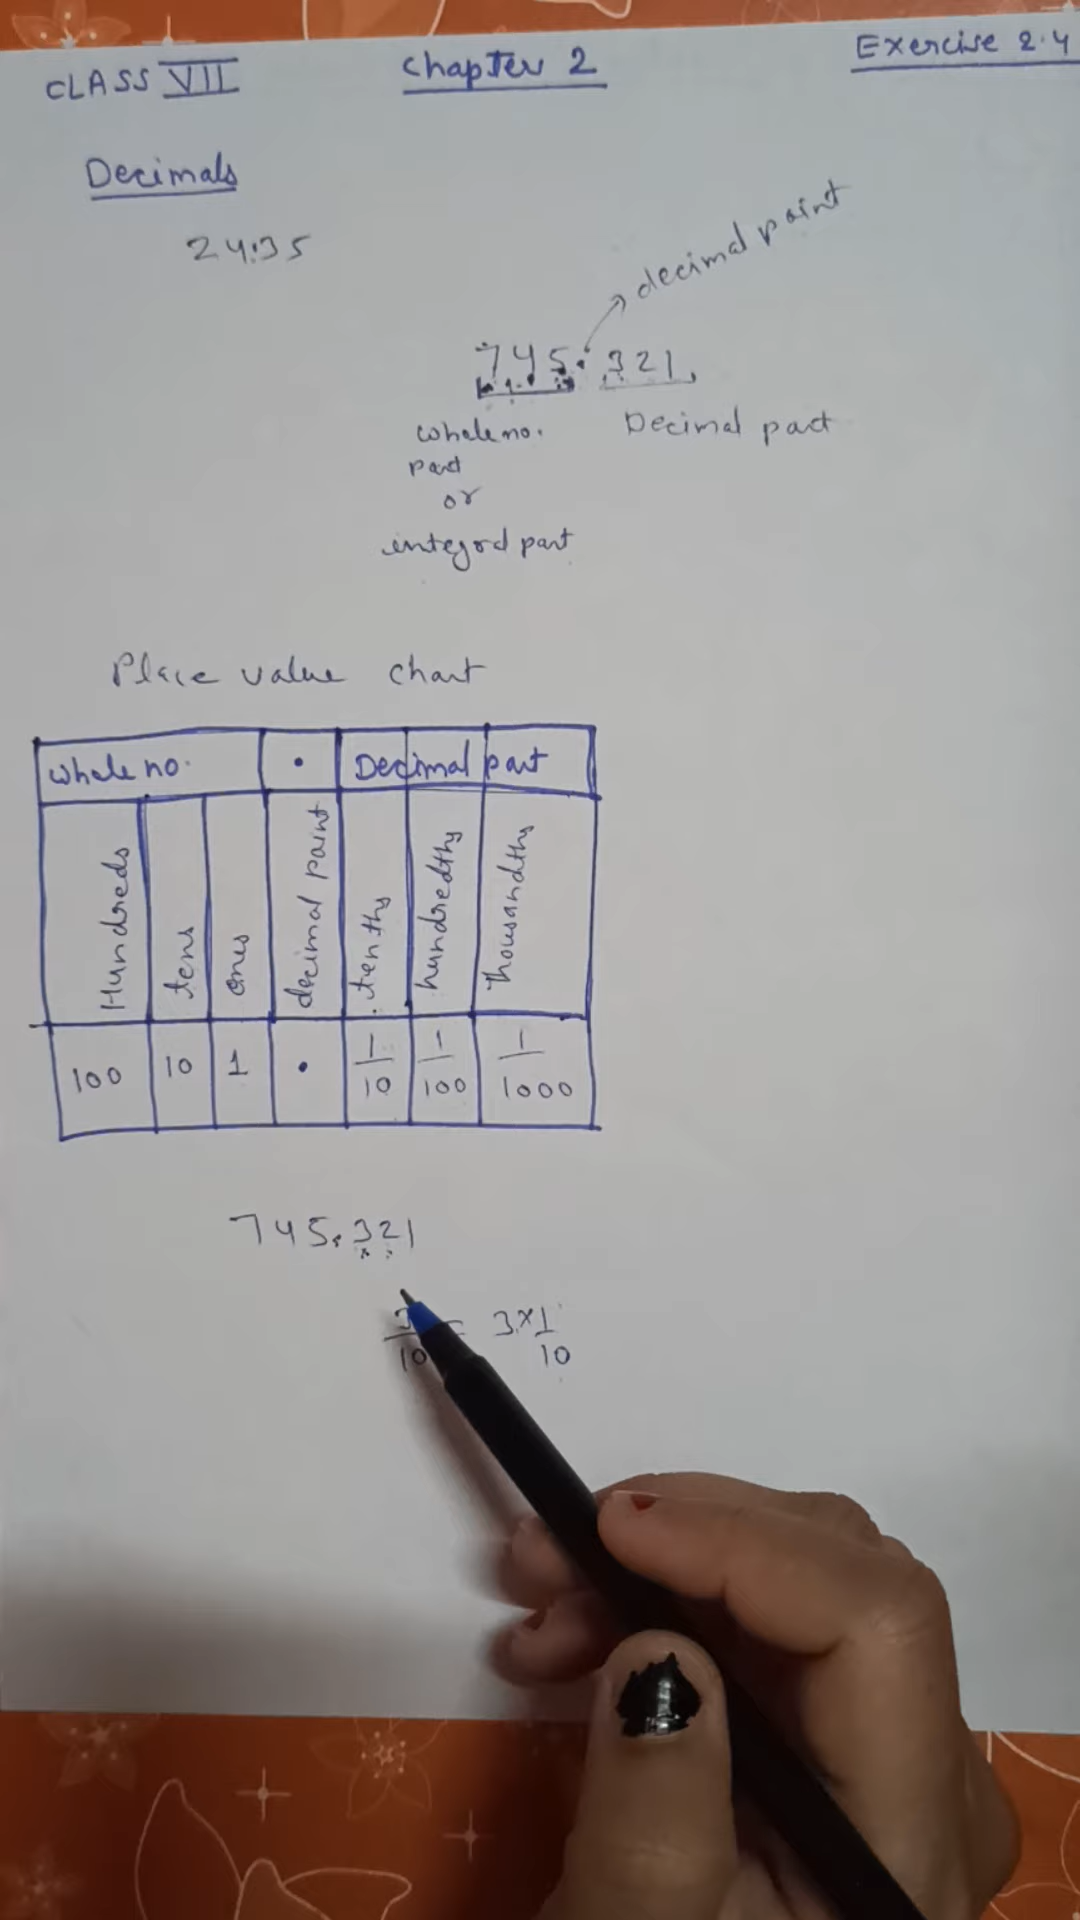 CLASS VII Chapter 2 Exercise 2.4
Decimals
24.35
decimal point
745.321
Whole no. Decimal part
part
or
integral part
Place value chart
Whole no. . Decimal part
Hundreds tens ones decimal point tenths hundredths thousandths
100 10 1 . 1/10 1/100 1/1000
745.321
3/10 = 3×1/10